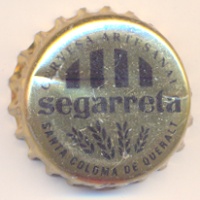 CERVESA ARTESANAL
segarreta
SANTA COLOMA DE QUERALT